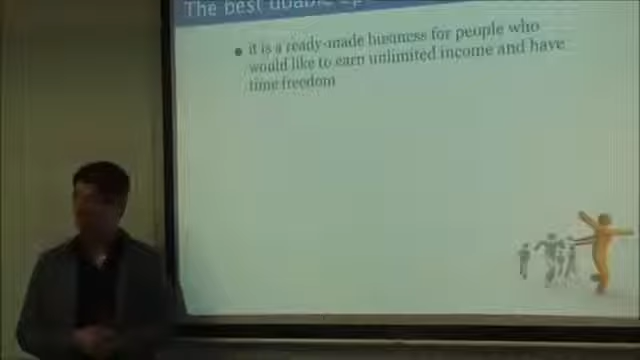 The best doable
it is a ready-made business for people who
would like to earn unlimited income and have
time freedom